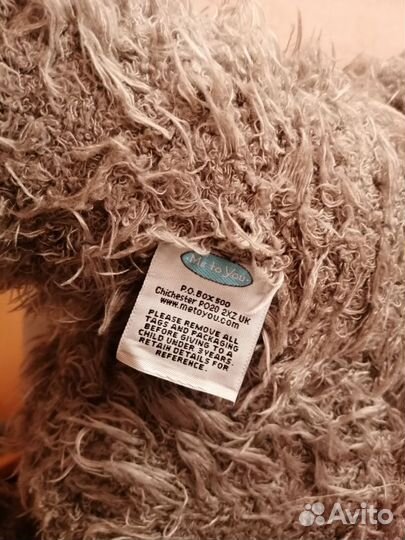 Me to You
P.O. BOX 500
Chichester PO20 2XZ UK
www.metoyou.com
PLEASE REMOVE ALL
TAGS AND PACKAGING
BEFORE GIVING TO A
CHILD UNDER 3 YEARS.
RETAIN DETAILS FOR
REFERENCE.
Avito